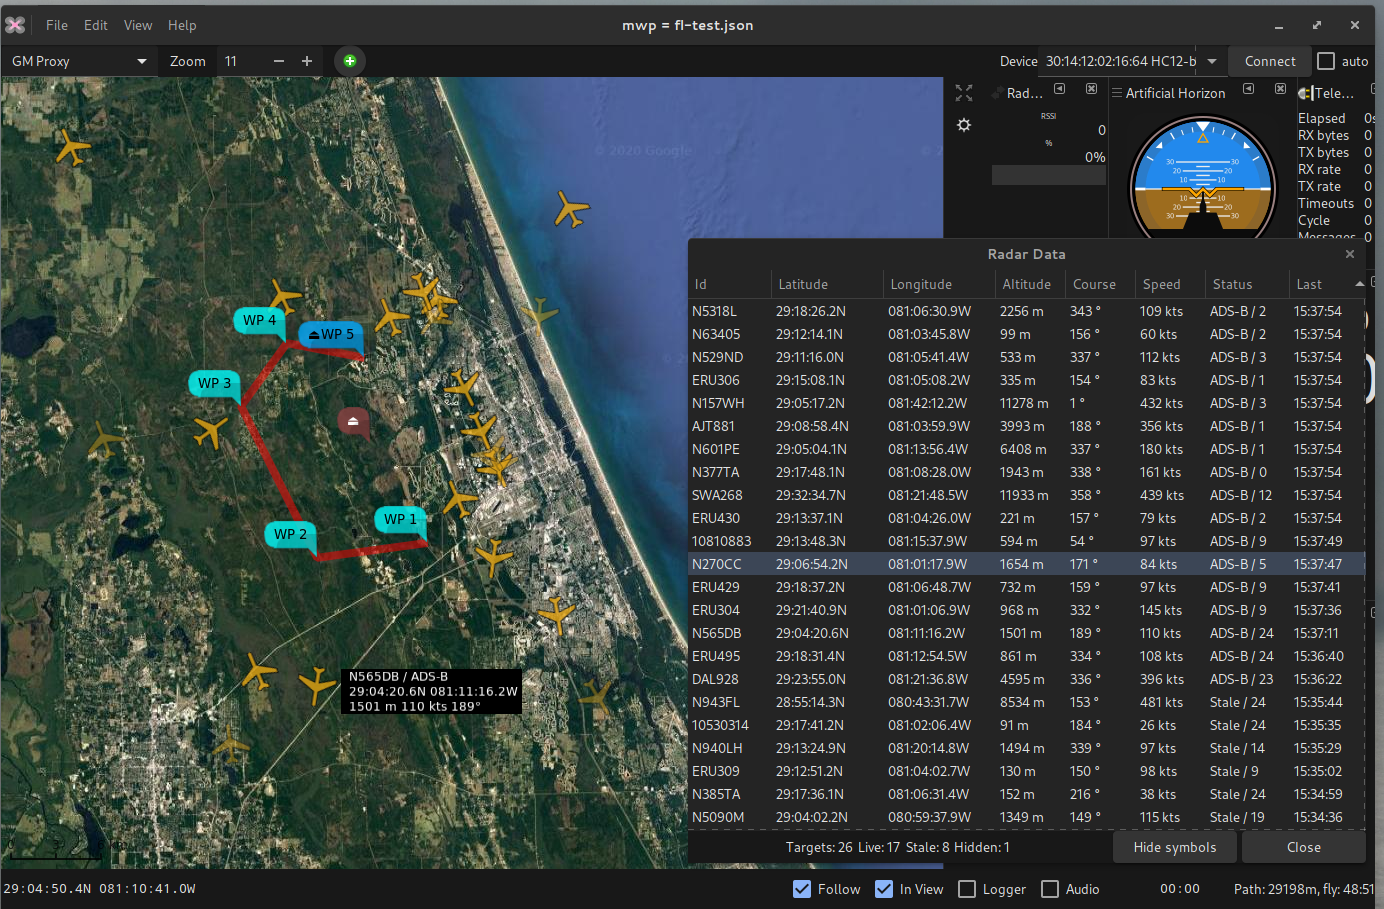 mwp = fl-test.json
File Edit View Help
GM Proxy Zoom 11 − +
Device 30:14:12:02:16:64 HC12-b Connect auto
Rad... Artificial Horizon Tele...
RSSI
0
%
0%
30 30
20 20
10 10
10 10
20 20
30 30
Elapsed 0s
RX bytes 0
TX bytes 0
RX rate 0
TX rate 0
Timeouts 0
Cycle 0
Messages 0
© 2020 Google
WP 4
WP 5
WP 3
WP 1
WP 2
N565DB / ADS-B
29:04:20.6N 081:11:16.2W
1501 m 110 kts 189°
Radar Data
Id Latitude Longitude Altitude Course Speed Status Last
N5318L 29:18:26.2N 081:06:30.9W 2256 m 343 ° 109 kts ADS-B / 2 15:37:54
N63405 29:12:14.1N 081:03:45.8W 99 m 156 ° 60 kts ADS-B / 2 15:37:54
N529ND 29:11:16.0N 081:05:41.4W 533 m 337 ° 112 kts ADS-B / 3 15:37:54
ERU306 29:15:08.1N 081:05:08.2W 335 m 154 ° 83 kts ADS-B / 1 15:37:54
N157WH 29:05:17.2N 081:42:12.2W 11278 m 1 ° 432 kts ADS-B / 3 15:37:54
AJT881 29:08:58.4N 081:03:59.9W 3993 m 188 ° 356 kts ADS-B / 1 15:37:54
N601PE 29:05:04.1N 081:13:56.4W 6408 m 337 ° 180 kts ADS-B / 1 15:37:54
N377TA 29:17:48.1N 081:08:28.0W 1943 m 338 ° 161 kts ADS-B / 0 15:37:54
SWA268 29:32:34.7N 081:21:48.5W 11933 m 358 ° 439 kts ADS-B / 12 15:37:54
ERU430 29:13:37.1N 081:04:26.0W 221 m 157 ° 79 kts ADS-B / 2 15:37:54
10810883 29:13:48.3N 081:15:37.9W 594 m 54 ° 97 kts ADS-B / 9 15:37:49
N270CC 29:06:54.2N 081:01:17.9W 1654 m 171 ° 84 kts ADS-B / 5 15:37:47
ERU429 29:18:37.2N 081:06:48.7W 732 m 159 ° 97 kts ADS-B / 9 15:37:41
ERU304 29:21:40.9N 081:01:06.9W 968 m 332 ° 145 kts ADS-B / 9 15:37:36
N565DB 29:04:20.6N 081:11:16.2W 1501 m 189 ° 110 kts ADS-B / 24 15:37:11
ERU495 29:18:31.4N 081:12:54.5W 861 m 334 ° 108 kts ADS-B / 24 15:36:40
DAL928 29:23:55.0N 081:21:36.8W 4595 m 336 ° 396 kts ADS-B / 23 15:36:22
N943FL 28:55:14.3N 080:43:31.7W 8534 m 153 ° 481 kts Stale / 24 15:35:44
10530314 29:17:41.2N 081:02:06.4W 91 m 184 ° 26 kts Stale / 24 15:35:35
N940LH 29:13:24.9N 081:20:14.8W 1494 m 339 ° 97 kts Stale / 14 15:35:29
ERU309 29:12:51.2N 081:04:02.7W 130 m 150 ° 98 kts Stale / 9 15:35:02
N385TA 29:17:36.1N 081:06:31.4W 152 m 216 ° 38 kts Stale / 24 15:34:59
N5090M 29:04:02.2N 080:59:37.9W 1349 m 149 ° 115 kts Stale / 19 15:34:36
Targets: 26 Live: 17 Stale: 8 Hidden: 1 Hide symbols Close
29:04:50.4N 081:10:41.0W Follow In View Logger Audio 00:00 Path: 29198m, fly: 48:51